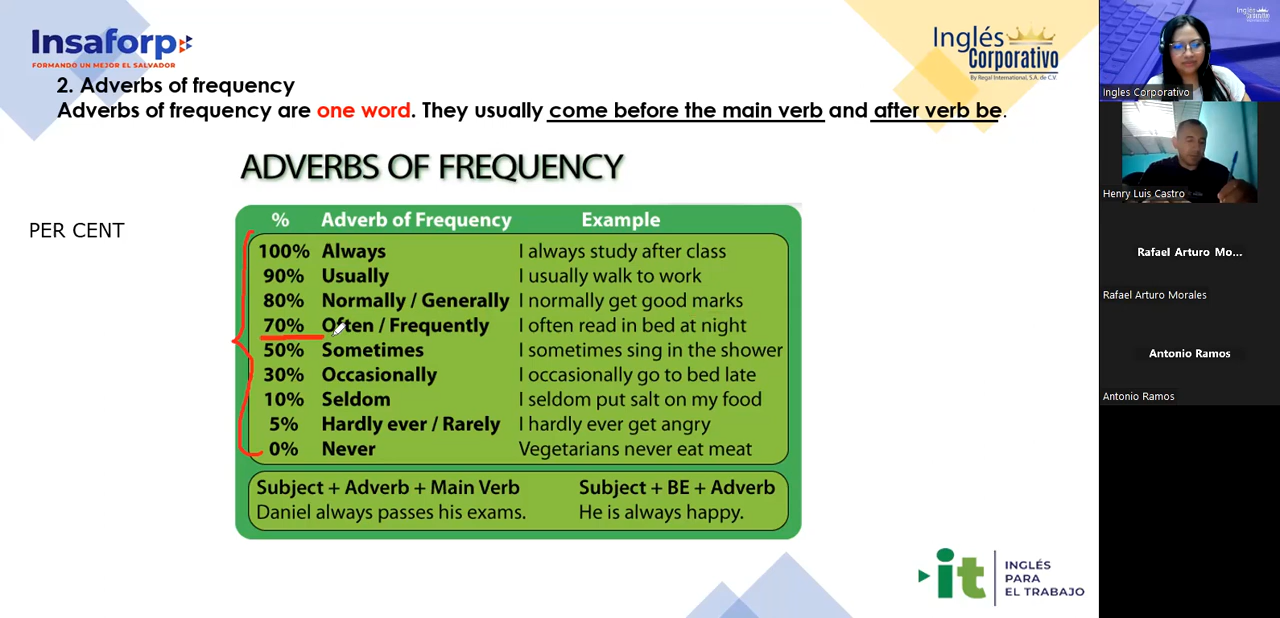 Insaforp
FORMANDO UN MEJOR EL SALVADOR
Inglés
Corporativo
By Regal International, S.A. de C.V.
2. Adverbs of frequency
Adverbs of frequency are one word. They usually come before the main verb and after verb be.
ADVERBS OF FREQUENCY
PER CENT
% Adverb of Frequency Example
100% Always I always study after class
90% Usually I usually walk to work
80% Normally / Generally I normally get good marks
70% Often / Frequently I often read in bed at night
50% Sometimes I sometimes sing in the shower
30% Occasionally I occasionally go to bed late
10% Seldom I seldom put salt on my food
5% Hardly ever / Rarely I hardly ever get angry
0% Never Vegetarians never eat meat
Subject + Adverb + Main Verb Subject + BE + Adverb
Daniel always passes his exams. He is always happy.
it
INGLÉS
PARA
EL TRABAJO
Inglés
Corporativo
Ingles Corporativo
Henry Luis Castro
Rafael Arturo Mo...
Rafael Arturo Morales
Antonio Ramos
Antonio Ramos